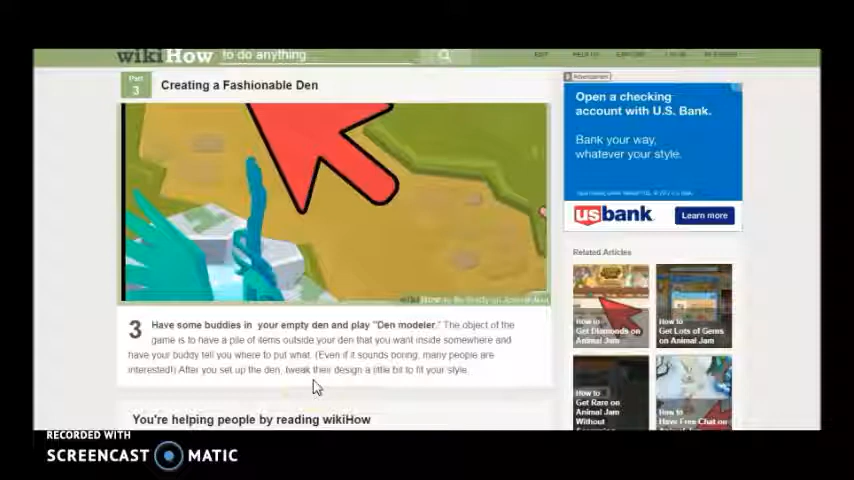 wikiHow to do anything
Part
3
Creating a Fashionable Den
Advertisement
Open a checking
account with U.S. Bank.
Bank your way,
whatever your style.
usbank
Learn more
Related Articles
How to
Get Diamonds on
Animal Jam
How to
Get Lots of Gems
on Animal Jam
How to
Get Rare on
Animal Jam
Without
How to
Have Free Chat on
3
Have some buddies in your empty den and play "Den modeler." The object of the
game is to have a pile of items outside your den that you want inside somewhere and
have your buddy tell you where to put what. (Even if it sounds boring, many people are
interested!) After you set up the den, tweak their design a little bit to fit your style.
You're helping people by reading wikiHow
RECORDED WITH
SCREENCAST MATIC